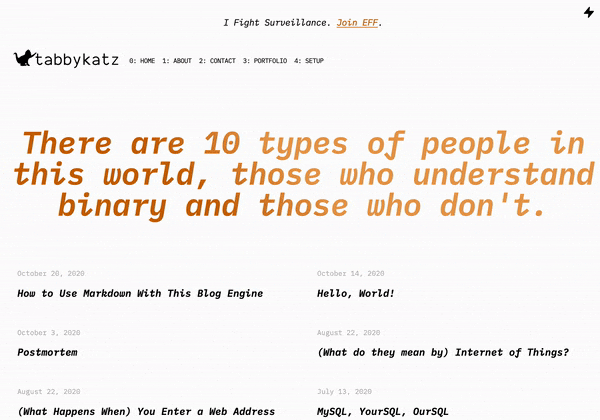 I Fight Surveillance. Join EFF.
tabbykatz 0: HOME 1: ABOUT 2: CONTACT 3: PORTFOLIO 4: SETUP
There are 10 types of people in
this world, those who understand
binary and those who don't.
October 20, 2020
How to Use Markdown With This Blog Engine
October 14, 2020
Hello, World!
October 3, 2020
Postmortem
August 22, 2020
(What do they mean by) Internet of Things?
August 22, 2020
(What Happens When) You Enter a Web Address
July 13, 2020
MySQL, YourSQL, OurSQL